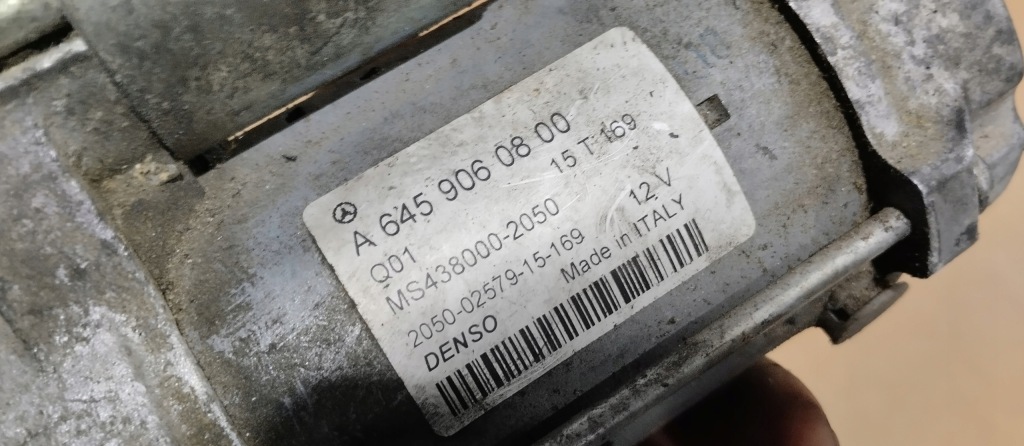 A 645 906 08 00
Q01 15 T 169
MS438000-2050 12 V
2050-02579-15-169 Made in ITALY
DENSO